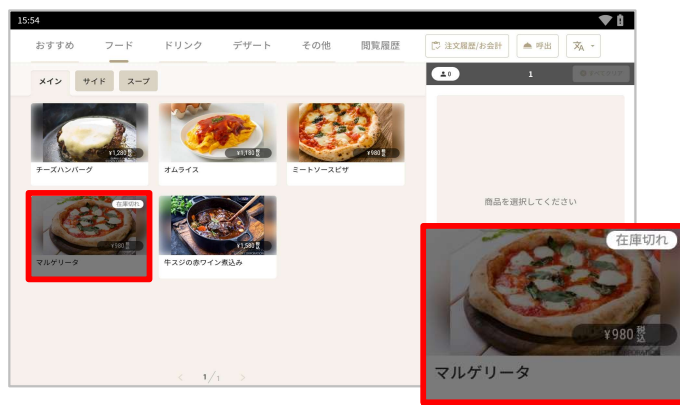 15:54
おすすめ フード ドリンク デザート その他 閲覧履歴 注文履歴/お会計 呼出
メイン サイド スープ
0 1
¥1,280 ¥1,180 ¥980
チーズハンバーグ オムライス ミートソースピザ
商品を選択してください
在庫切れ
¥980 ¥1,580
マルゲリータ 牛スジの赤ワイン煮込み
在庫切れ
¥980 税込
マルゲリータ
< 1/1 >